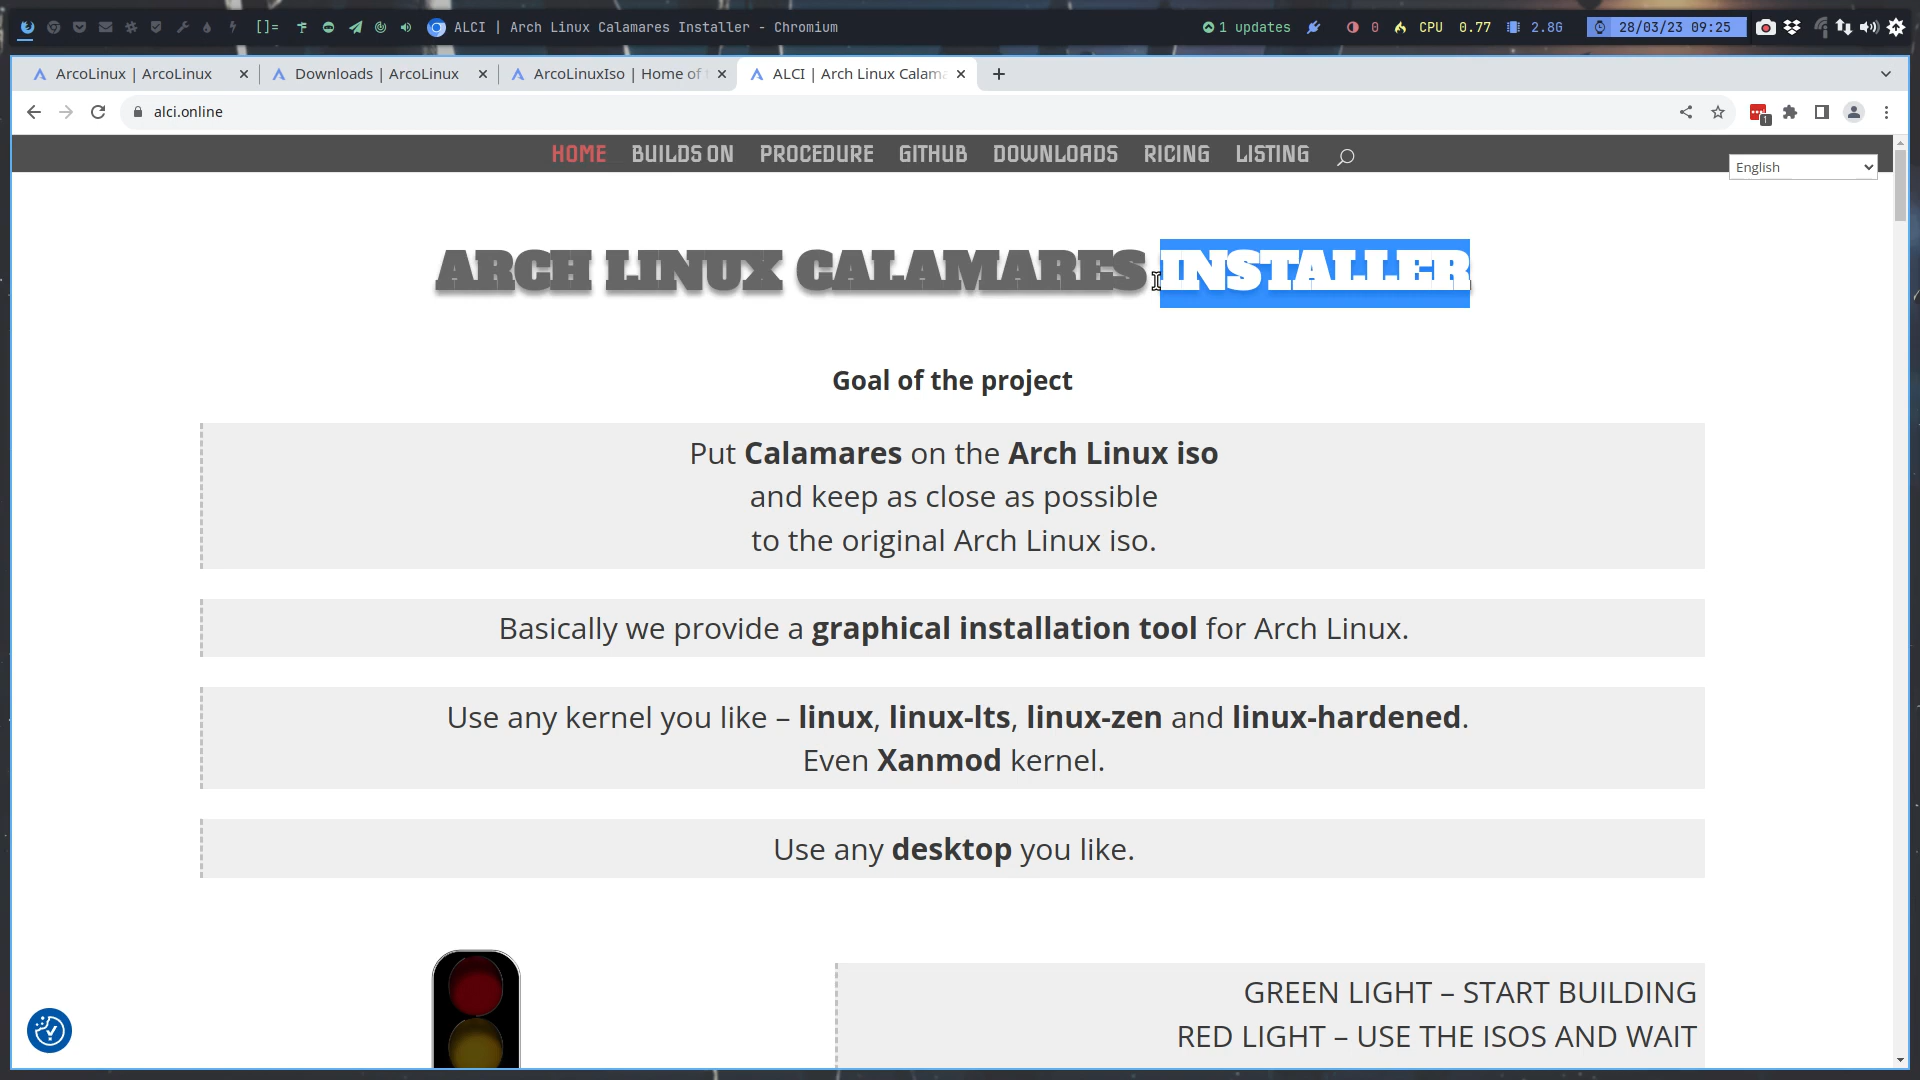 []= ALCI | Arch Linux Calamares Installer - Chromium 1 updates 0 CPU 0.77 2.8G 28/03/23 09:25
ArcoLinux | ArcoLinux Downloads | ArcoLinux ArcoLinuxIso | Home of ALCI | Arch Linux Calama
alci.online 1
HOME BUILDS ON PROCEDURE GITHUB DOWNLOADS RICING LISTING
English
ARCH LINUX CALAMARES INSTALLER
Goal of the project
Put Calamares on the Arch Linux iso
and keep as close as possible
to the original Arch Linux iso.
Basically we provide a graphical installation tool for Arch Linux.
Use any kernel you like – linux, linux-lts, linux-zen and linux-hardened.
Even Xanmod kernel.
Use any desktop you like.
GREEN LIGHT – START BUILDING
RED LIGHT – USE THE ISOS AND WAIT